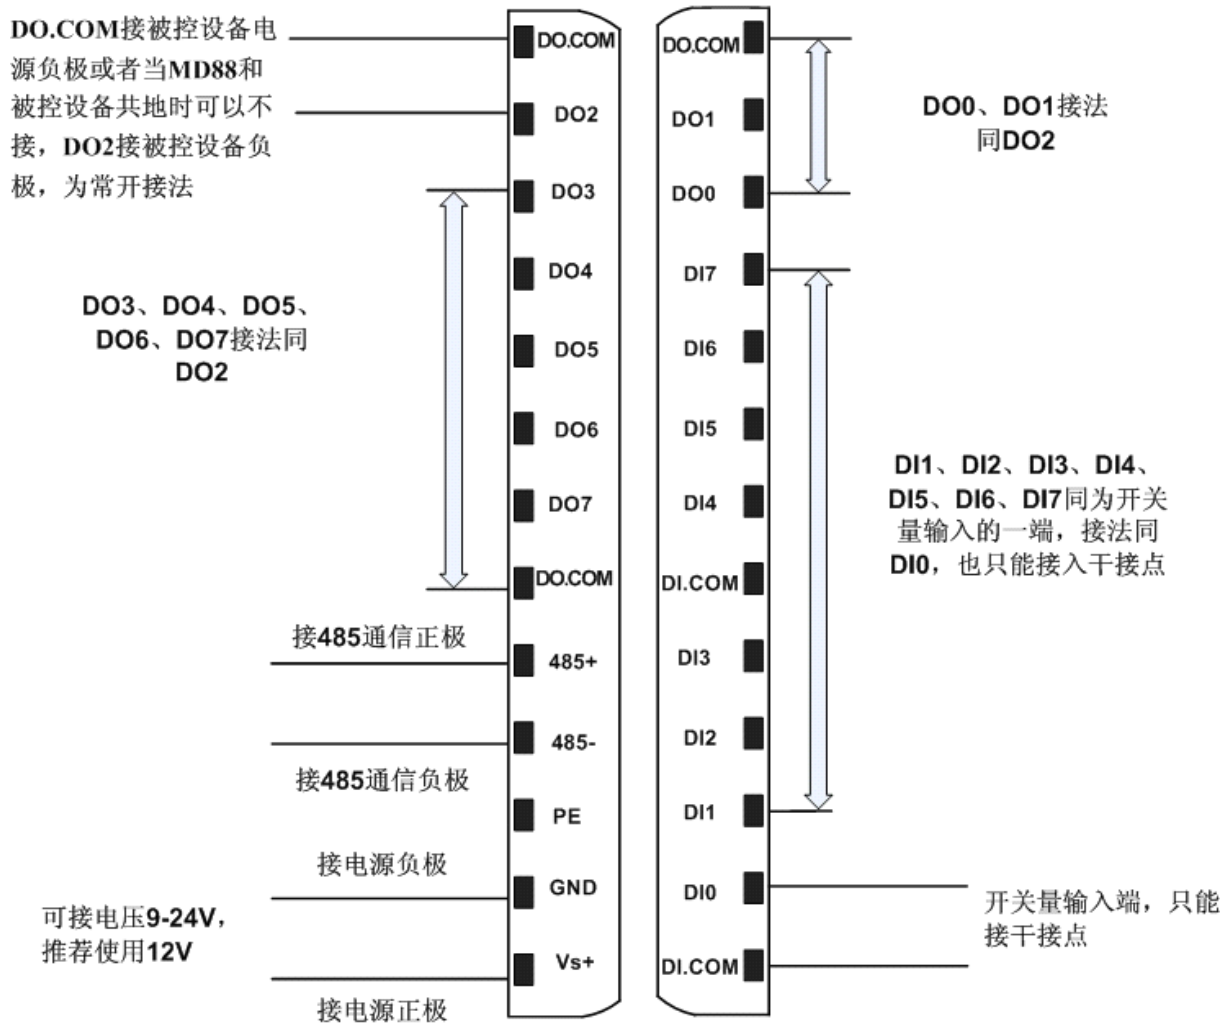 DO.COM接被控设备电
源负极或者当MD88和
被控设备共地时可以不
接，DO2接被控设备负
极，为常开接法
DO3、DO4、DO5、
DO6、DO7接法同
DO2
接485通信正极
接485通信负极
接电源负极
可接电压9-24V，
推荐使用12V
接电源正极
DO.COM
DO2
DO3
DO4
DO5
DO6
DO7
DO.COM
485+
485-
PE
GND
Vs+
DO.COM
DO1
DO0
DI7
DI6
DI5
DI4
DI.COM
DI3
DI2
DI1
DI0
DI.COM
DO0、DO1接法
同DO2
DI1、DI2、DI3、DI4、
DI5、DI6、DI7同为开关
量输入的一端，接法同
DI0，也只能接入干接点
开关量输入端，只能
接干接点